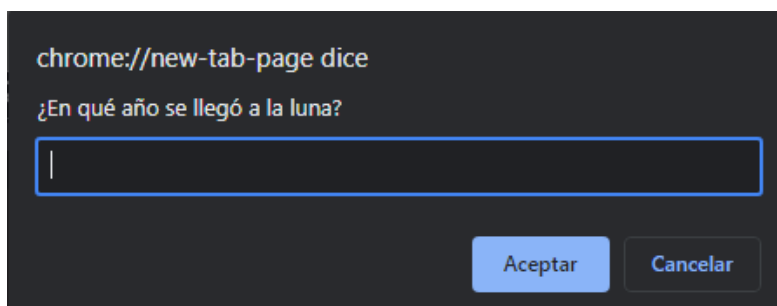 chrome://new-tab-page dice
¿En qué año se llegó a la luna?
Aceptar Cancelar